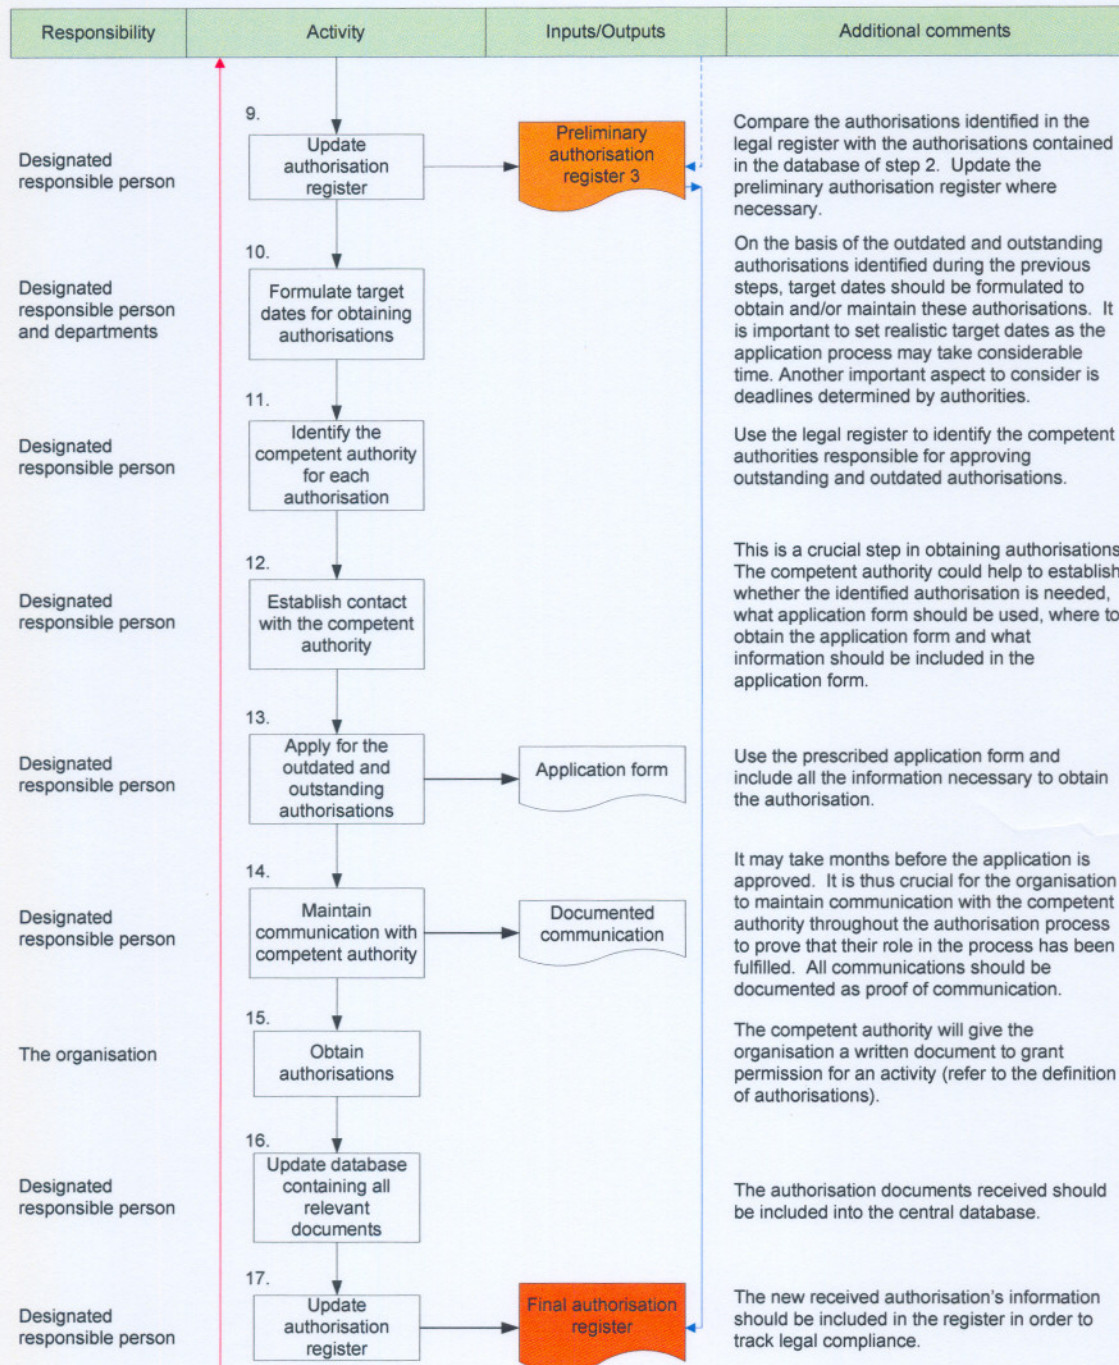 Responsibility
Activity
Inputs/Outputs
Additional comments
9.
Designated
responsible person
Update
authorisation
register
Preliminary
authorisation
register 3
Compare the authorisations identified in the
legal register with the authorisations contained
in the database of step 2. Update the
preliminary authorisation register where
necessary.
10.
Designated
responsible person
and departments
Formulate target
dates for obtaining
authorisations
On the basis of the outdated and outstanding
authorisations identified during the previous
steps, target dates should be formulated to
obtain and/or maintain these authorisations. It
is important to set realistic target dates as the
application process may take considerable
time. Another important aspect to consider is
deadlines determined by authorities.
11.
Designated
responsible person
Identify the
competent authority
for each
authorisation
Use the legal register to identify the competent
authorities responsible for approving
outstanding and outdated authorisations.
12.
Designated
responsible person
Establish contact
with the competent
authority
This is a crucial step in obtaining authorisations
The competent authority could help to establish
whether the identified authorisation is needed,
what application form should be used, where to
obtain the application form and what
information should be included in the
application form.
13.
Designated
responsible person
Apply for the
outdated and
outstanding
authorisations
Application form
Use the prescribed application form and
include all the information necessary to obtain
the authorisation.
14.
Designated
responsible person
Maintain
communication with
competent authority
Documented
communication
It may take months before the application is
approved. It is thus crucial for the organisation
to maintain communication with the competent
authority throughout the authorisation process
to prove that their role in the process has been
fulfilled. All communications should be
documented as proof of communication.
15.
The organisation
Obtain
authorisations
The competent authority will give the
organisation a written document to grant
permission for an activity (refer to the definition
of authorisations).
16.
Designated
responsible person
Update database
containing all
relevant
documents
The authorisation documents received should
be included into the central database.
17.
Designated
responsible person
Update
authorisation
register
Final authorisation
register
The new received authorisation's information
should be included in the register in order to
track legal compliance.